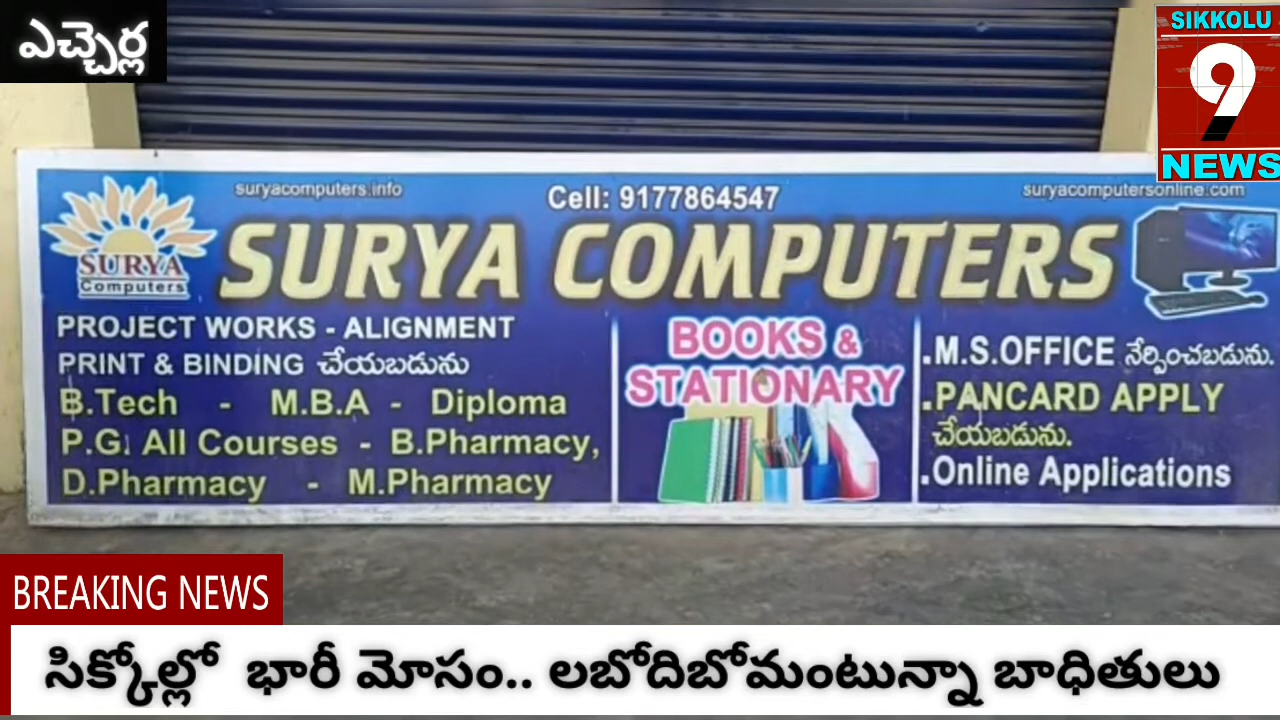 ఎచ్చెర్ల
SIKKOLU
9
NEWS
suryacomputers.info
Cell: 9177864547
suryacomputersonline.com
SURYA
Computers
SURYA COMPUTERS
PROJECT WORKS - ALIGNMENT
PRINT & BINDING చేయబడును
B.Tech - M.B.A - Diploma
P.G. All Courses - B.Pharmacy,
D.Pharmacy - M.Pharmacy
BOOKS &
STATIONARY
.M.S.OFFICE నేర్పించబడును.
.PANCARD APPLY
చేయబడును.
.Online Applications
BREAKING NEWS
సిక్కోల్లో భారీ మోసం.. లబోదిబోమంటున్నా బాధితులు